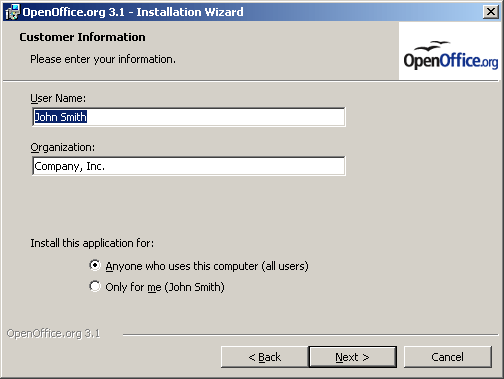 OpenOffice.org 3.1 - Installation Wizard
Customer Information
Please enter your information.
OpenOffice.org
User Name:
John Smith
Organization:
Company, Inc.
Install this application for:
Anyone who uses this computer (all users)
Only for me (John Smith)
OpenOffice.org 3.1
< Back
Next >
Cancel